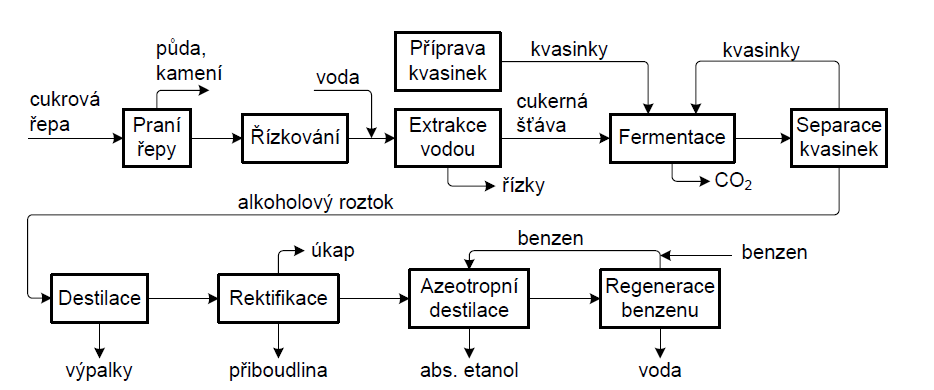 půda,
kamení
cukrová
řepa
Praní
řepy
Řízkování
voda
Příprava
kvasinek
kvasinky
Extrakce
vodou
řízky
cukerná
šťáva
Fermentace
CO₂
kvasinky
Separace
kvasinek
alkoholový roztok
Destilace
výpalky
Rektifikace
úkap
přiboudlina
Azeotropní
destilace
abs. etanol
benzen
benzen
Regenerace
benzenu
voda